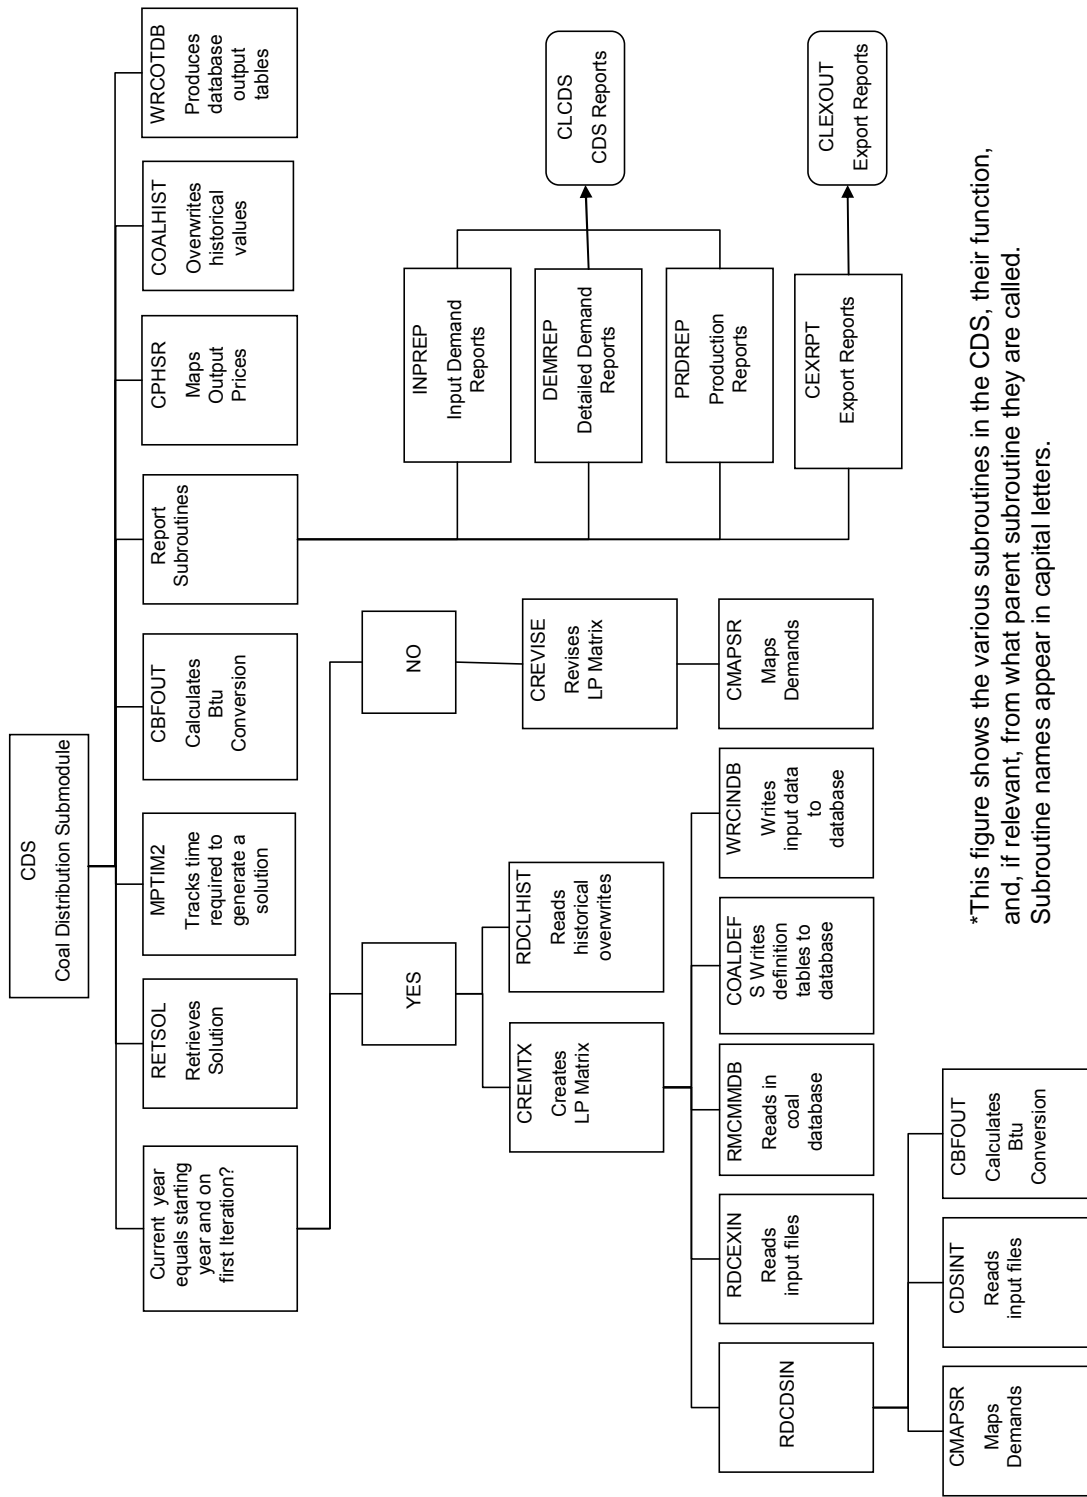 CDS
Coal Distribution Submodule
Current year
equals starting
year and on
first Iteration?
RETSOL
Retrieves
Solution
MPTIM2
Tracks time
required to
generate a
solution
CBFOUT
Calculates
Btu
Conversion
Report
Subroutines
CPHSR
Maps
Output
Prices
COALHIST
Overwrites
historical
values
WRCOTDB
Produces
database
output
tables
YES
NO
CREMTX
Creates
LP Matrix
RDCLHIST
Reads
historical
overwrites
CREVISE
Revises
LP Matrix
CMAPSR
Maps
Demands
INPREP
Input Demand
Reports
DEMREP
Detailed Demand
Reports
PRDREP
Production
Reports
CEXRPT
Export Reports
CLCDS
CDS Reports
CLEXOUT
Export Reports
RDCDSIN
RDCEXIN
Reads
input files
RMCMMDB
Reads in
coal
database
COALDEF
S Writes
definition
tables to
database
WRCINDB
Writes
input data
to
database
CMAPSR
Maps
Demands
CDSINT
Reads
input files
CBFOUT
Calculates
Btu
Conversion
*This figure shows the various subroutines in the CDS, their function,
and, if relevant, from what parent subroutine they are called.
Subroutine names appear in capital letters.